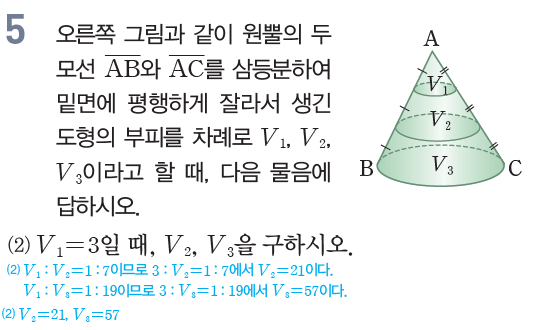 5 오른쪽 그림과 같이 원뿔의 두
모선 AB와 AC를 삼등분하여
밑면에 평행하게 잘라서 생긴
도형의 부피를 차례로 V₁, V₂,
V₃이라고 할 때, 다음 물음에
답하시오.
A
V₁
V₂
B V₃ C
(2) V₁=3일 때, V₂, V₃을 구하시오.
(2) V₁ : V₂=1 : 7이므로 3 : V₂=1 : 7에서 V₂=21이다.
V₁ : V₃=1 : 19이므로 3 : V₃=1 : 19에서 V₃=57이다.
(2) V₂=21, V₃=57